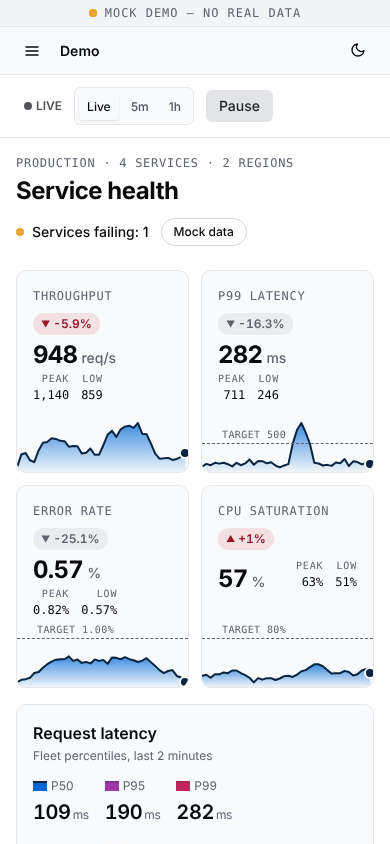 MOCK DEMO — NO REAL DATA
Demo
LIVE Live 5m 1h Pause
PRODUCTION · 4 SERVICES · 2 REGIONS
Service health
Services failing: 1 Mock data
THROUGHPUT
▼ -5.9%
948 req/s
PEAK LOW
1,140 859
P99 LATENCY
▼ -16.3%
282 ms
PEAK LOW
711 246
TARGET 500
ERROR RATE
▼ -25.1%
0.57 %
PEAK LOW
0.82% 0.57%
TARGET 1.00%
CPU SATURATION
▲ +1%
57 %
PEAK LOW
63% 51%
TARGET 80%
Request latency
Fleet percentiles, last 2 minutes
P50 P95 P99
109 ms 190 ms 282 ms